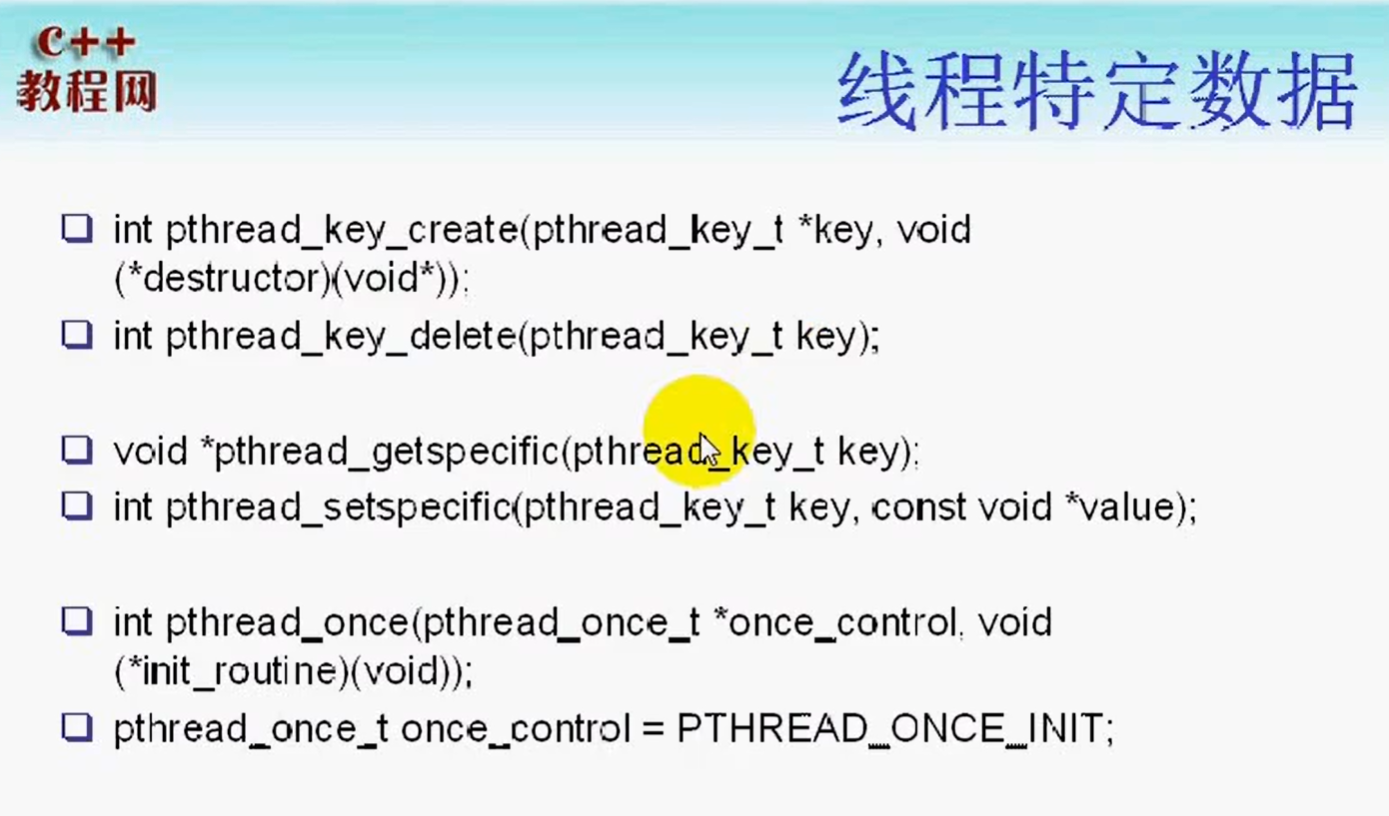 C++
教程网
线程特定数据
int pthread_key_create(pthread_key_t *key, void
(*destructor)(void*));
int pthread_key_delete(pthread_key_t key);
void *pthread_getspecific(pthread_key_t key);
int pthread_setspecific(pthread_key_t key, const void *value);
int pthread_once(pthread_once_t *once_control, void
(*init_routine)(void));
pthread_once_t once_control = PTHREAD_ONCE_INIT;